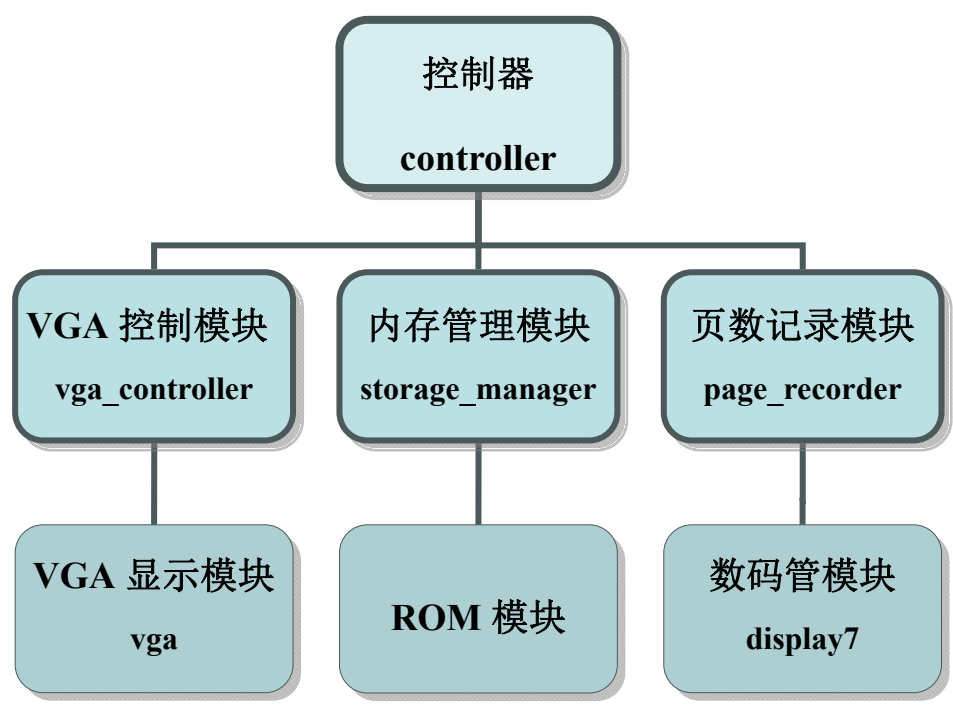 控制器
controller
VGA 控制模块
vga_controller
内存管理模块
storage_manager
页数记录模块
page_recorder
VGA 显示模块
vga
ROM 模块
数码管模块
display7